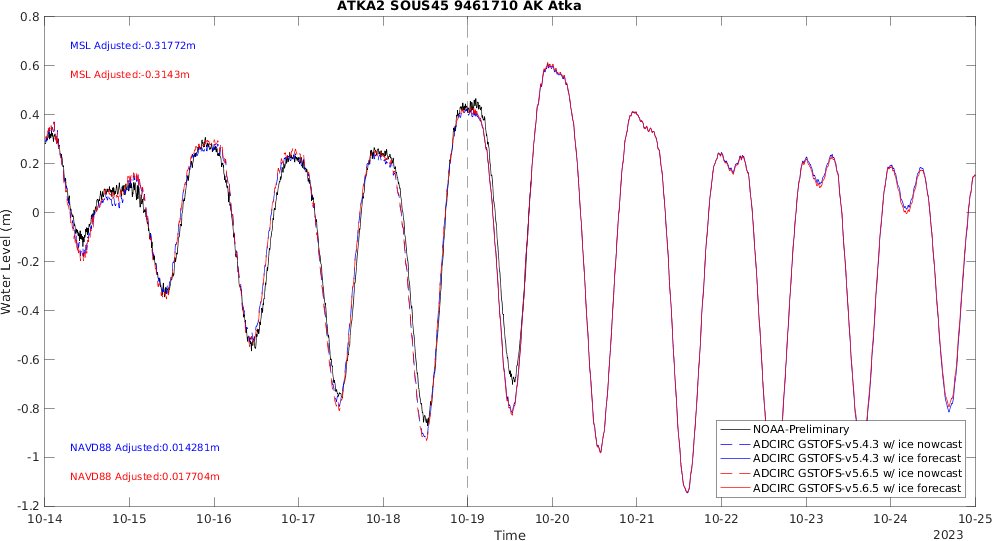 ATKA2 SOUS45 9461710 AK Atka
MSL Adjusted:-0.31772m
MSL Adjusted:-0.3143m
NAVD88 Adjusted:0.014281m
NAVD88 Adjusted:0.017704m
Water Level (m)
0.8
0.6
0.4
0.2
0
-0.2
-0.4
-0.6
-0.8
-1
-1.2
NOAA-Preliminary
ADCIRC GSTOFS-v5.4.3 w/ ice nowcast
ADCIRC GSTOFS-v5.4.3 w/ ice forecast
ADCIRC GSTOFS-v5.6.5 w/ ice nowcast
ADCIRC GSTOFS-v5.6.5 w/ ice forecast
10-14 10-15 10-16 10-17 10-18 10-19 10-20 10-21 10-22 10-23 10-24 10-25
Time
2023